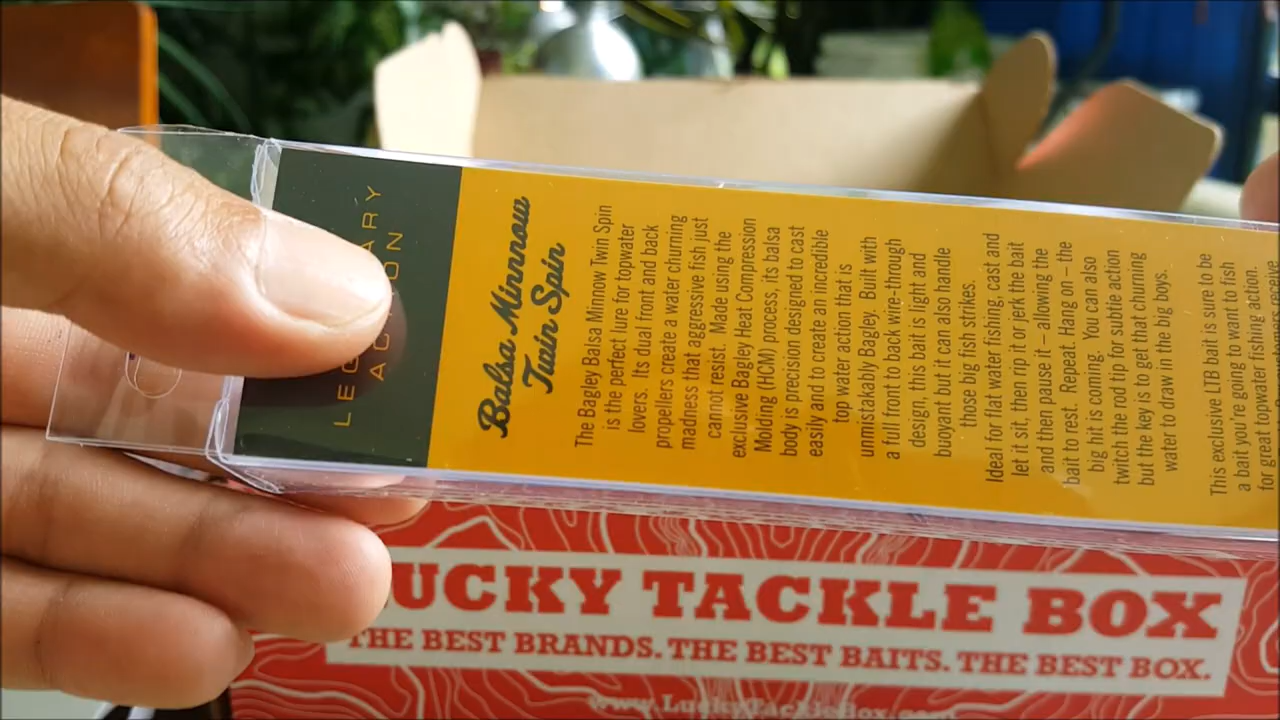 LEGENDARY
ACTION
Balsa Minnow
Twin Spin
The Bagley Balsa Minnow Twin Spin
is the perfect lure for topwater
lovers. Its dual front and back
propellers create a water churning
madness that aggressive fish just
cannot resist. Made using the
exclusive Bagley Heat Compression
Molding (HCM) process, its balsa
body is precision designed to cast
easily and to create an incredible
top water action that is
unmistakably Bagley. Built with
a full front to back wire-through
design, this bait is light and
buoyant but it can also handle
those big fish strikes.
Ideal for flat water fishing, cast and
let it sit, then rip it or jerk the bait
and then pause it – allowing the
bait to rest. Repeat. Hang on – the
big hit is coming. You can also
twitch the rod tip for subtle action
but the key is to get that churning
water to draw in the big boys.
This exclusive LTB bait is sure to be
a bait you're going to want to fish
for great topwater fishing action.
LUCKY TACKLE BOX
THE BEST BRANDS. THE BEST BAITS. THE BEST BOX.
www.LuckyTackleBox.com